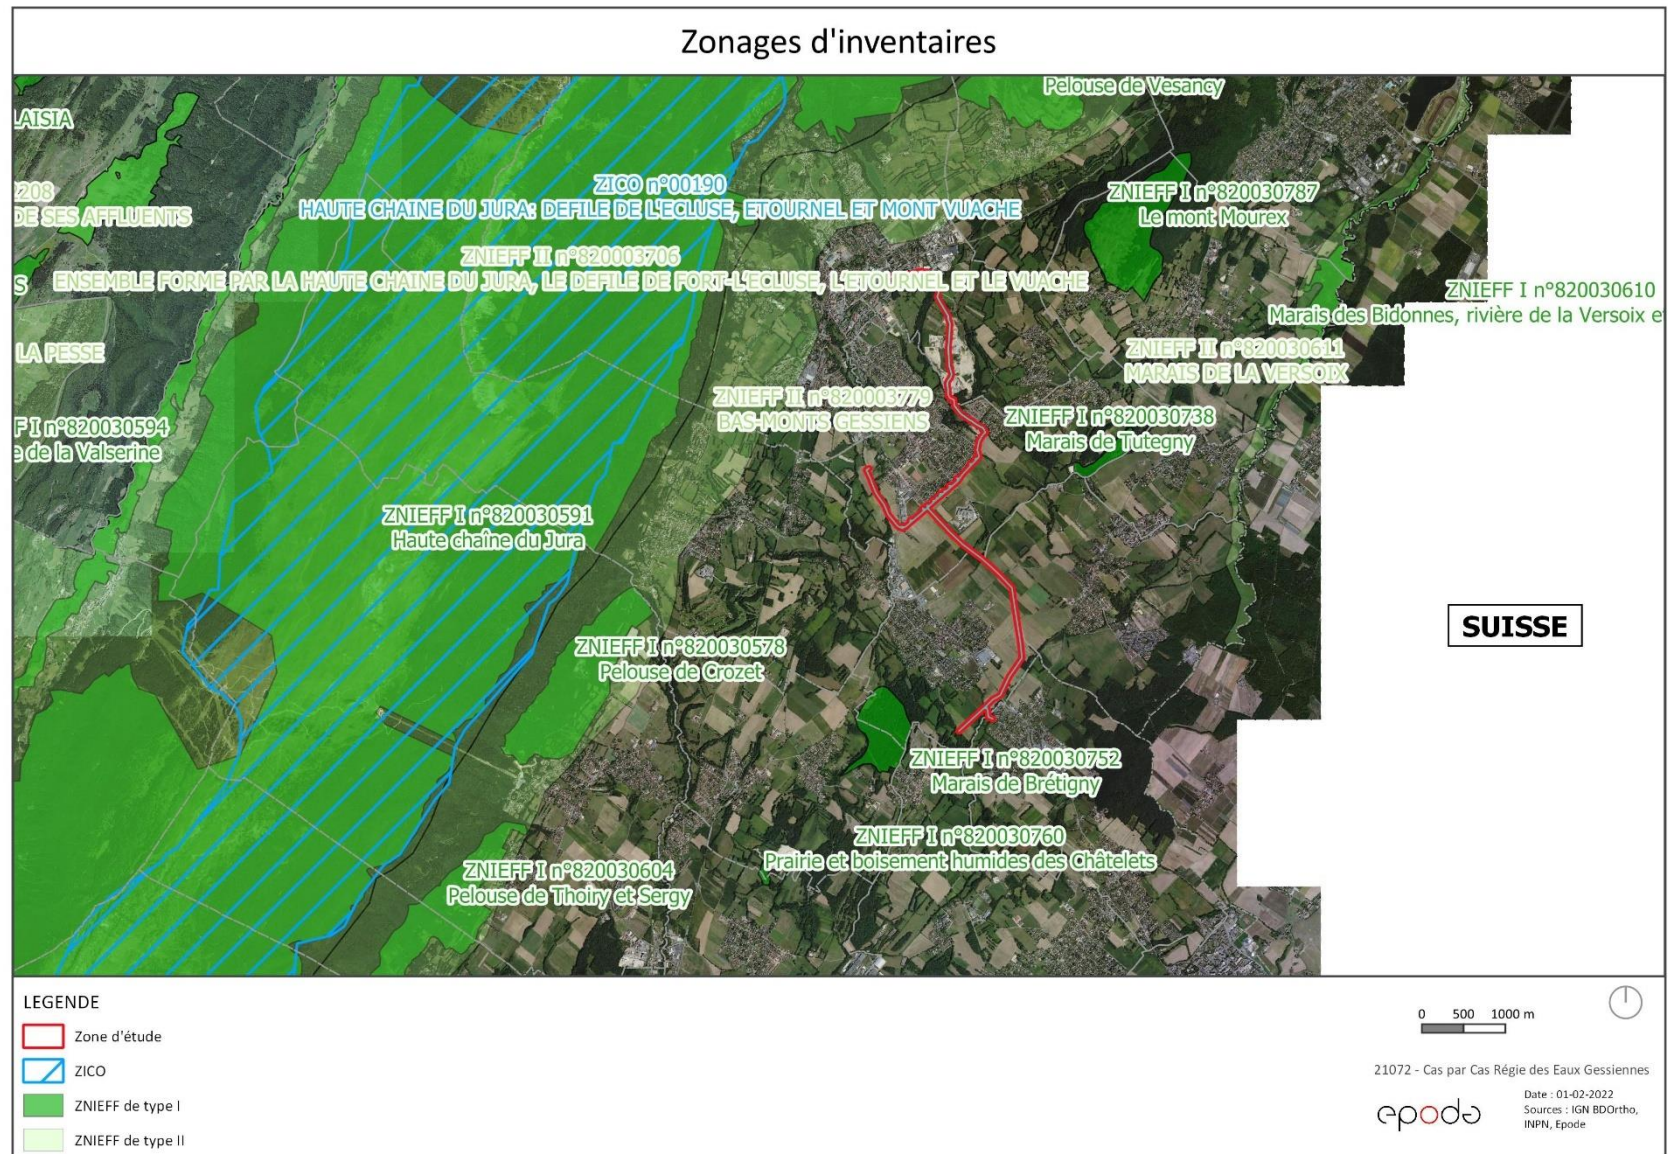 Zonages d'inventaires
Pelouse de Vesancy
LAISIA
ZICO n°00190
HAUTE CHAINE DU JURA: DEFILE DE L'ECLUSE, ETOURNEL ET MONT VUACHE
ZNIEFF I n°820030787
Le mont Mourex
2208
DE SES AFFLUENTS
ZNIEFF II n°820003706
ENSEMBLE FORME PAR LA HAUTE CHAINE DU JURA, LE DEFILE DE FORT-L'ECLUSE, L'ETOURNEL ET LE VUACHE
S
ZNIEFF I n°820030610
Marais des Bidonnes, rivière de la Versoix e
LA PESSE
ZNIEFF II n°820030611
MARAIS DE LA VERSOIX
ZNIEFF II n°820003779
BAS-MONTS GESSIENS
ZNIEFF I n°820030738
Marais de Tutegny
F I n°820030594
e de la Valserine
ZNIEFF I n°820030591
Haute chaîne du Jura
SUISSE
ZNIEFF I n°820030578
Pelouse de Crozet
ZNIEFF I n°820030752
Marais de Brétigny
ZNIEFF I n°820030760
Prairie et boisement humides des Châtelets
ZNIEFF I n°820030604
Pelouse de Thoiry et Sergy
LEGENDE
Zone d'étude
ZICO
ZNIEFF de type I
ZNIEFF de type II
0 500 1000 m
21072 - Cas par Cas Régie des Eaux Gessiennes
epode
Date : 01-02-2022
Sources : IGN BDOrtho,
INPN, Epode